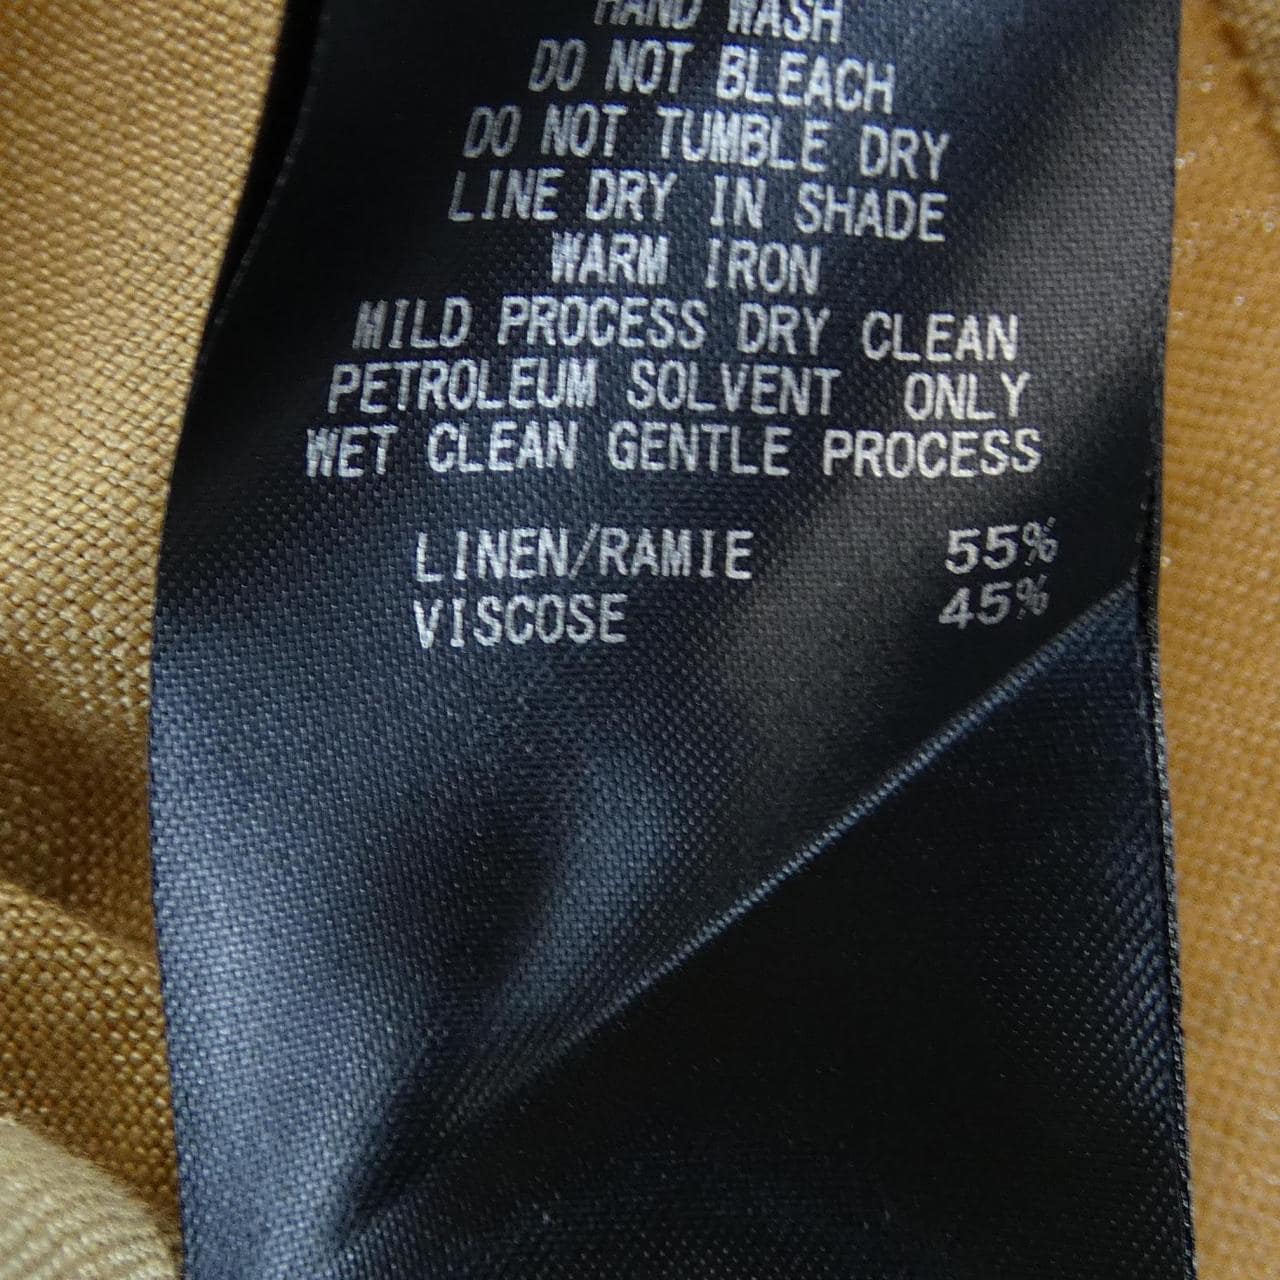 HAND WASH
DO NOT BLEACH
DO NOT TUMBLE DRY
LINE DRY IN SHADE
WARM IRON
MILD PROCESS DRY CLEAN
PETROLEUM SOLVENT ONLY
WET CLEAN GENTLE PROCESS
LINEN/RAMIE 55%
VISCOSE 45%